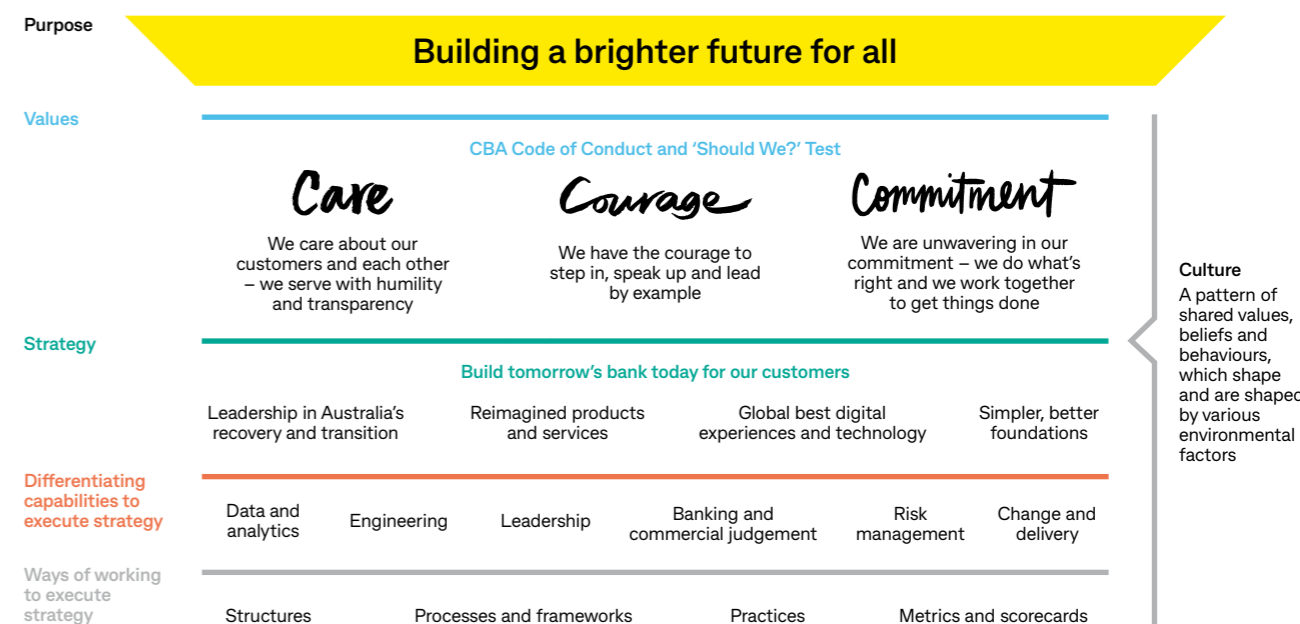 Purpose
Building a brighter future for all
Values
CBA Code of Conduct and ‘Should We?’ Test
Care
We care about our
customers and each other
– we serve with humility
and transparency
Courage
We have the courage to
step in, speak up and lead
by example
Commitment
We are unwavering in our
commitment – we do what’s
right and we work together
to get things done
Strategy
Build tomorrow’s bank today for our customers
Leadership in Australia’s
recovery and transition
Reimagined products
and services
Global best digital
experiences and technology
Simpler, better
foundations
Differentiating
capabilities to
execute strategy
Data and
analytics
Engineering
Leadership
Banking and
commercial judgement
Risk
management
Change and
delivery
Ways of working
to execute
strategy
Structures
Processes and frameworks
Practices
Metrics and scorecards
Culture
A pattern of
shared values,
beliefs and
behaviours,
which shape
and are shaped
by various
environmental
factors